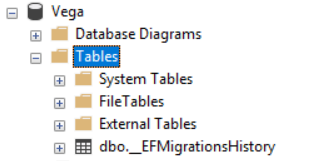 Vega
Database Diagrams
Tables
System Tables
FileTables
External Tables
dbo.__EFMigrationsHistory